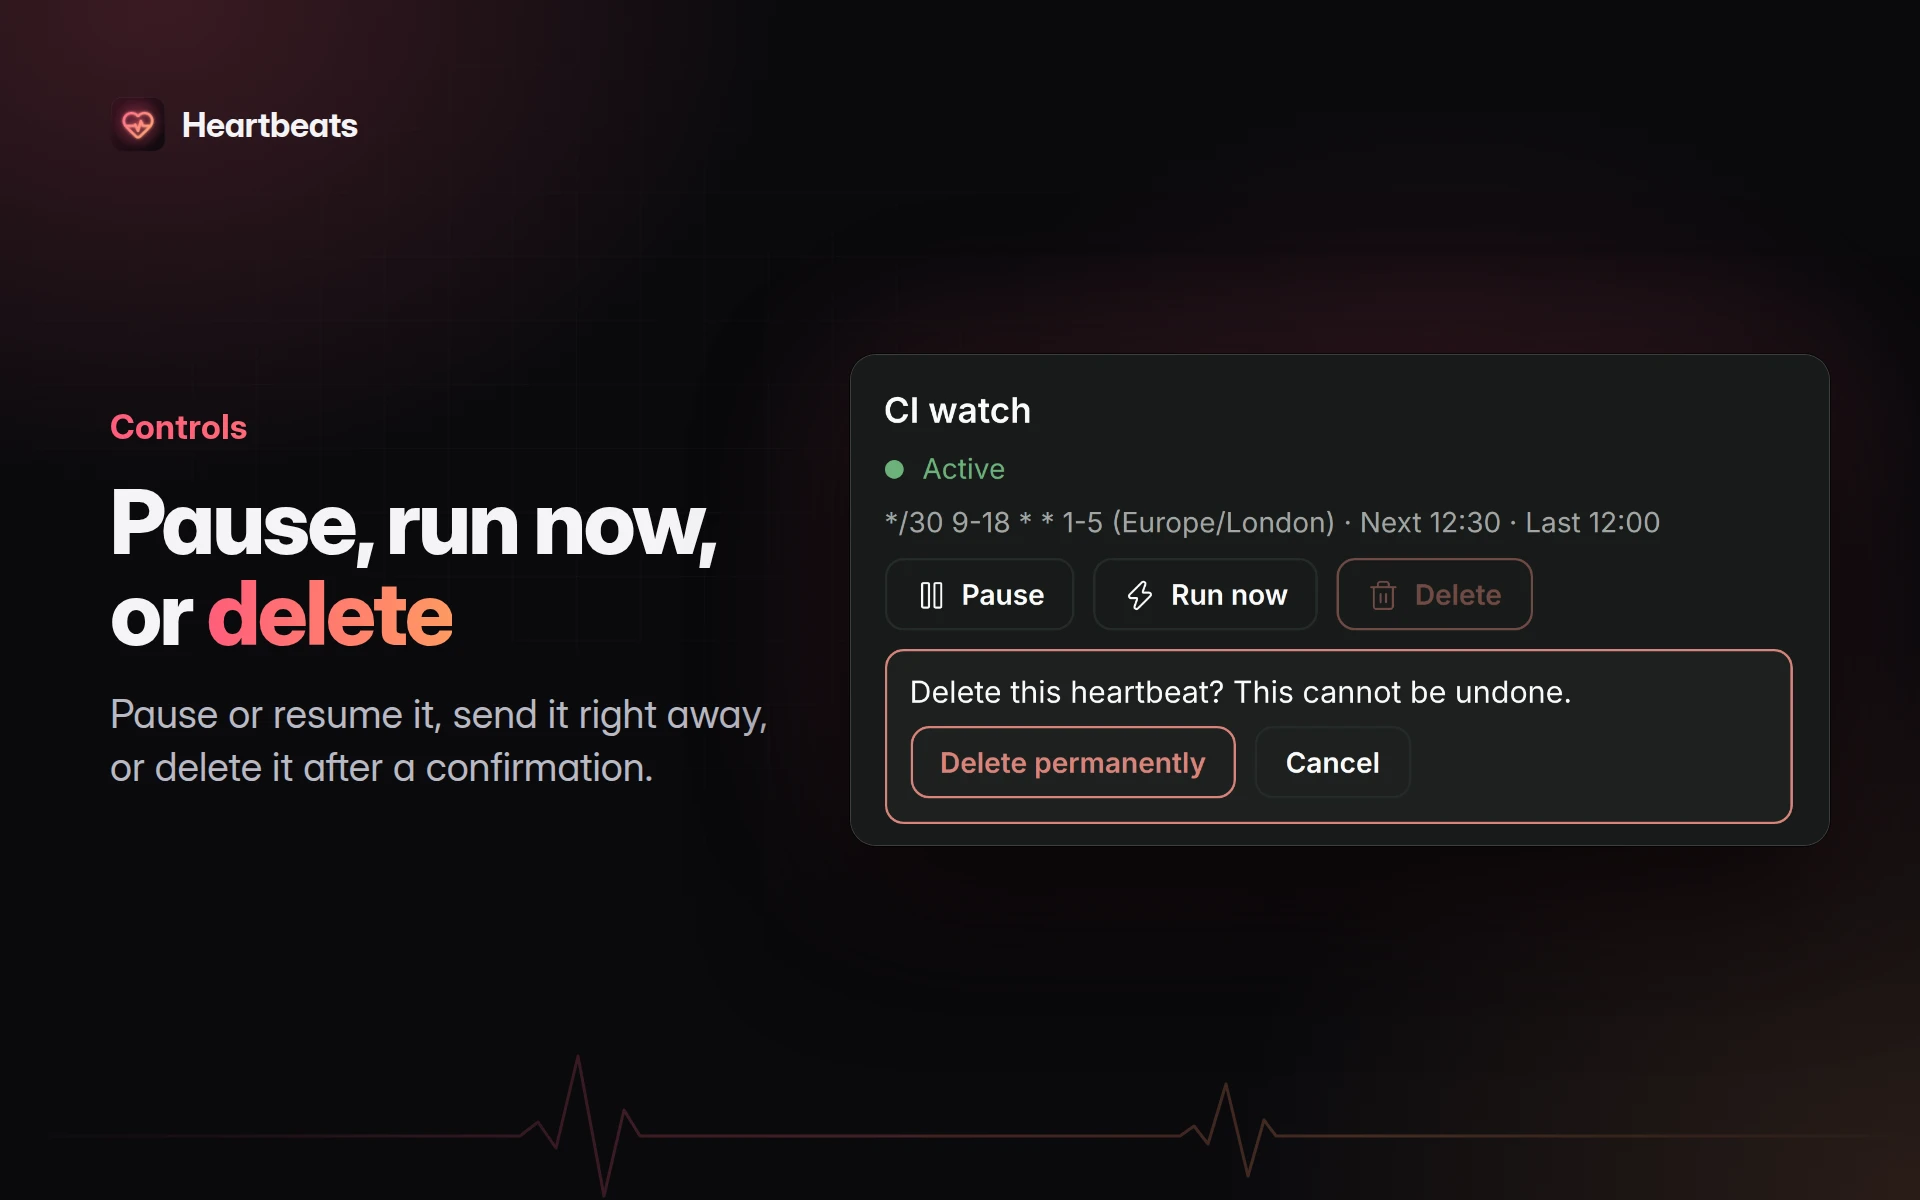 Heartbeats
Controls
Pause, run now,
or delete
Pause or resume it, send it right away,
or delete it after a confirmation.
CI watch
Active
*/30 9-18 * * 1-5 (Europe/London) · Next 12:30 · Last 12:00
Pause
Run now
Delete
Delete this heartbeat? This cannot be undone.
Delete permanently
Cancel